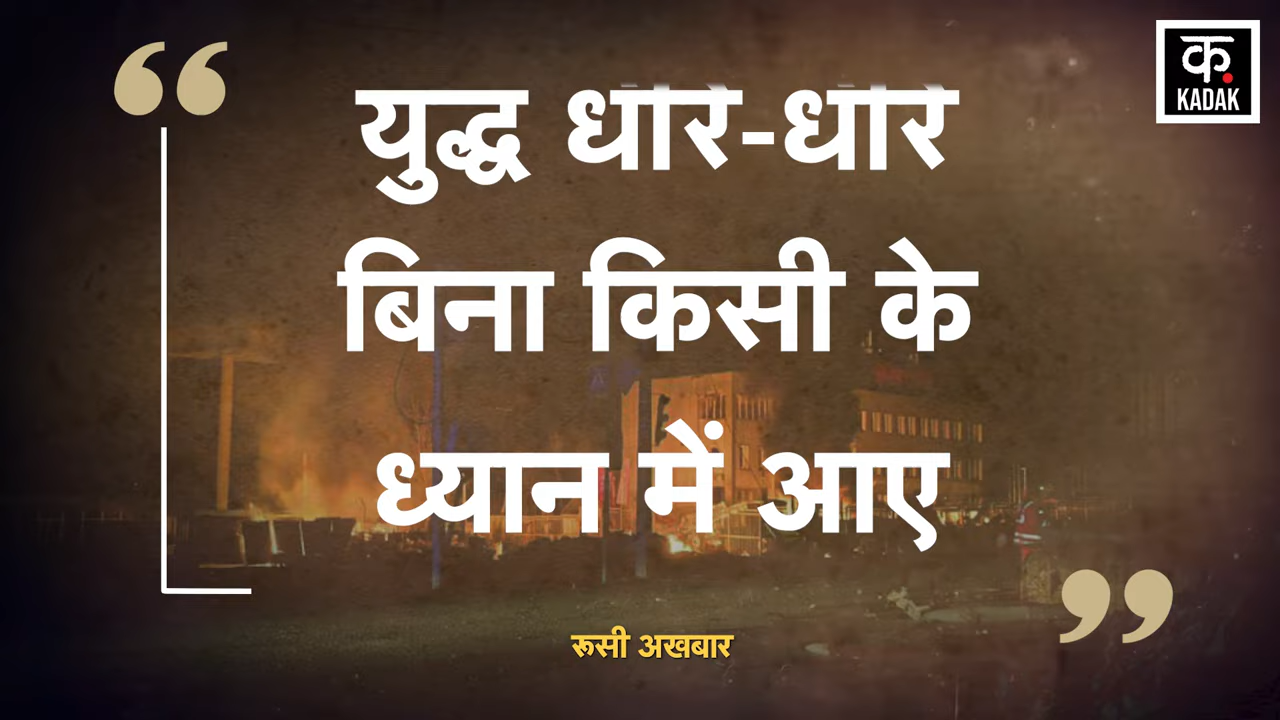 क.
KADAK
युद्ध धीरे-धीरे
बिना किसी के
ध्यान में आए
रूसी अखबार